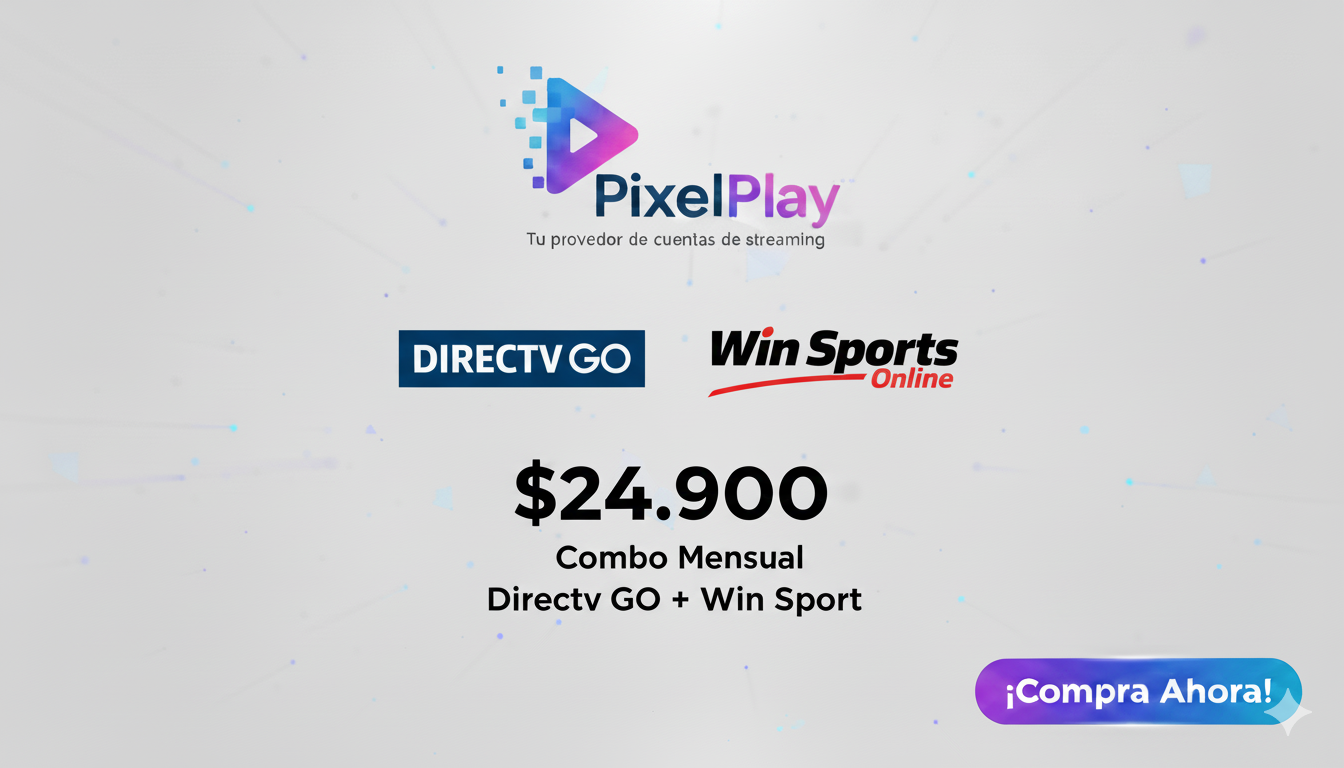 PixelPlay
Tu provedor de cuentas de streaming
DIRECTV GO
Win Sports
Online
$24.900
Combo Mensual
Directv GO + Win Sport
¡Compra Ahora!